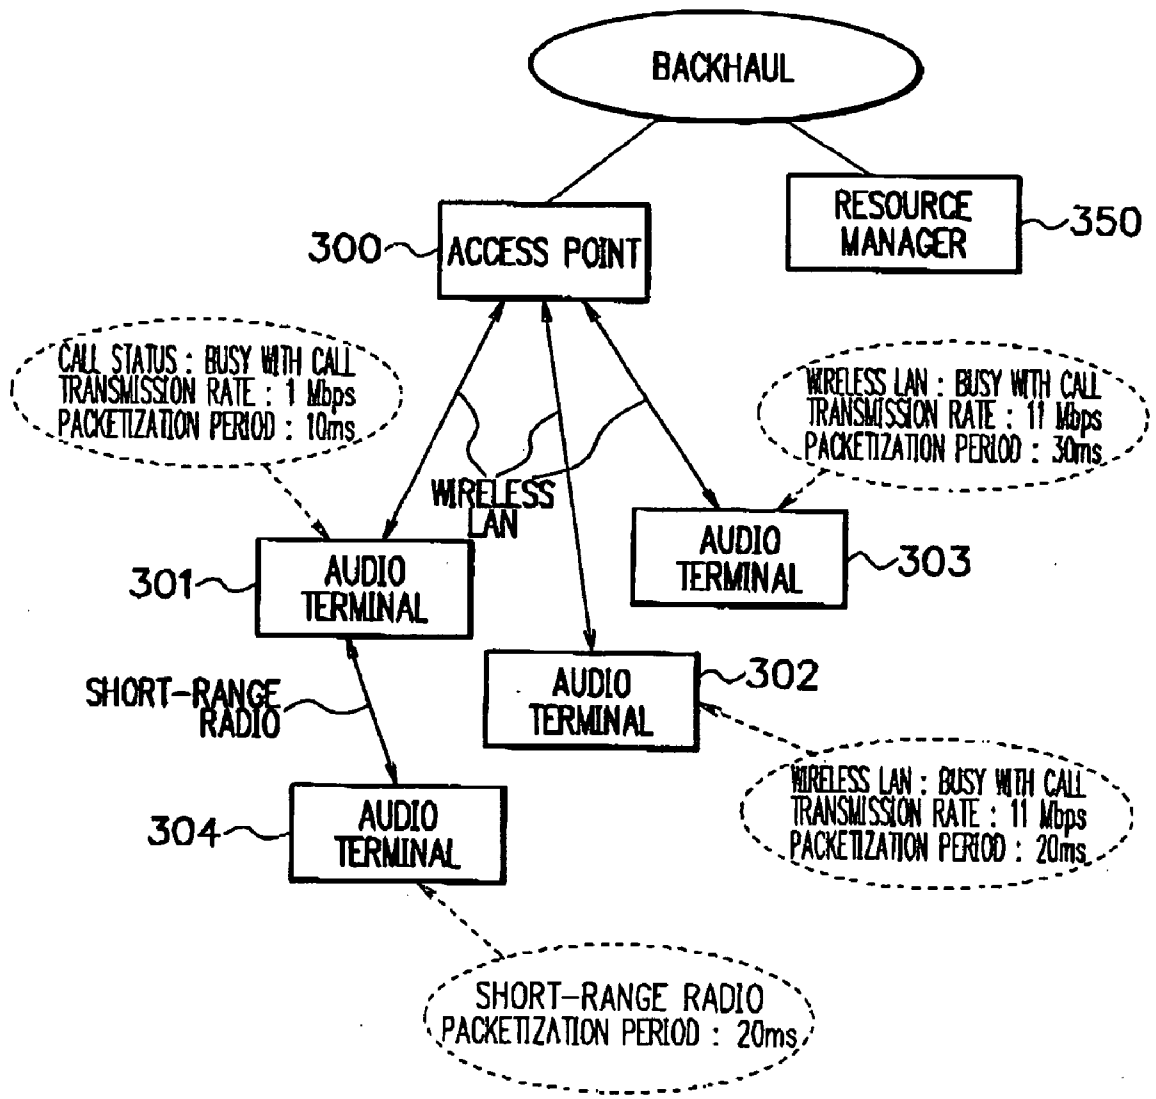 BACKHAUL
RESOURCE
MANAGER
350
300
ACCESS POINT
CALL STATUS : BUSY WITH CALL
TRANSMISSION RATE : 1 Mbps
PACKETIZATION PERIOD : 10ms
WIRELESS LAN : BUSY WITH CALL
TRANSMISSION RATE : 11 Mbps
PACKETIZATION PERIOD : 30ms
WIRELESS
LAN
301
AUDIO
TERMINAL
AUDIO
TERMINAL
303
SHORT-RANGE
RADIO
AUDIO
TERMINAL
302
WIRELESS LAN : BUSY WITH CALL
TRANSMISSION RATE : 11 Mbps
PACKETIZATION PERIOD : 20ms
304
AUDIO
TERMINAL
SHORT-RANGE RADIO
PACKETIZATION PERIOD : 20ms